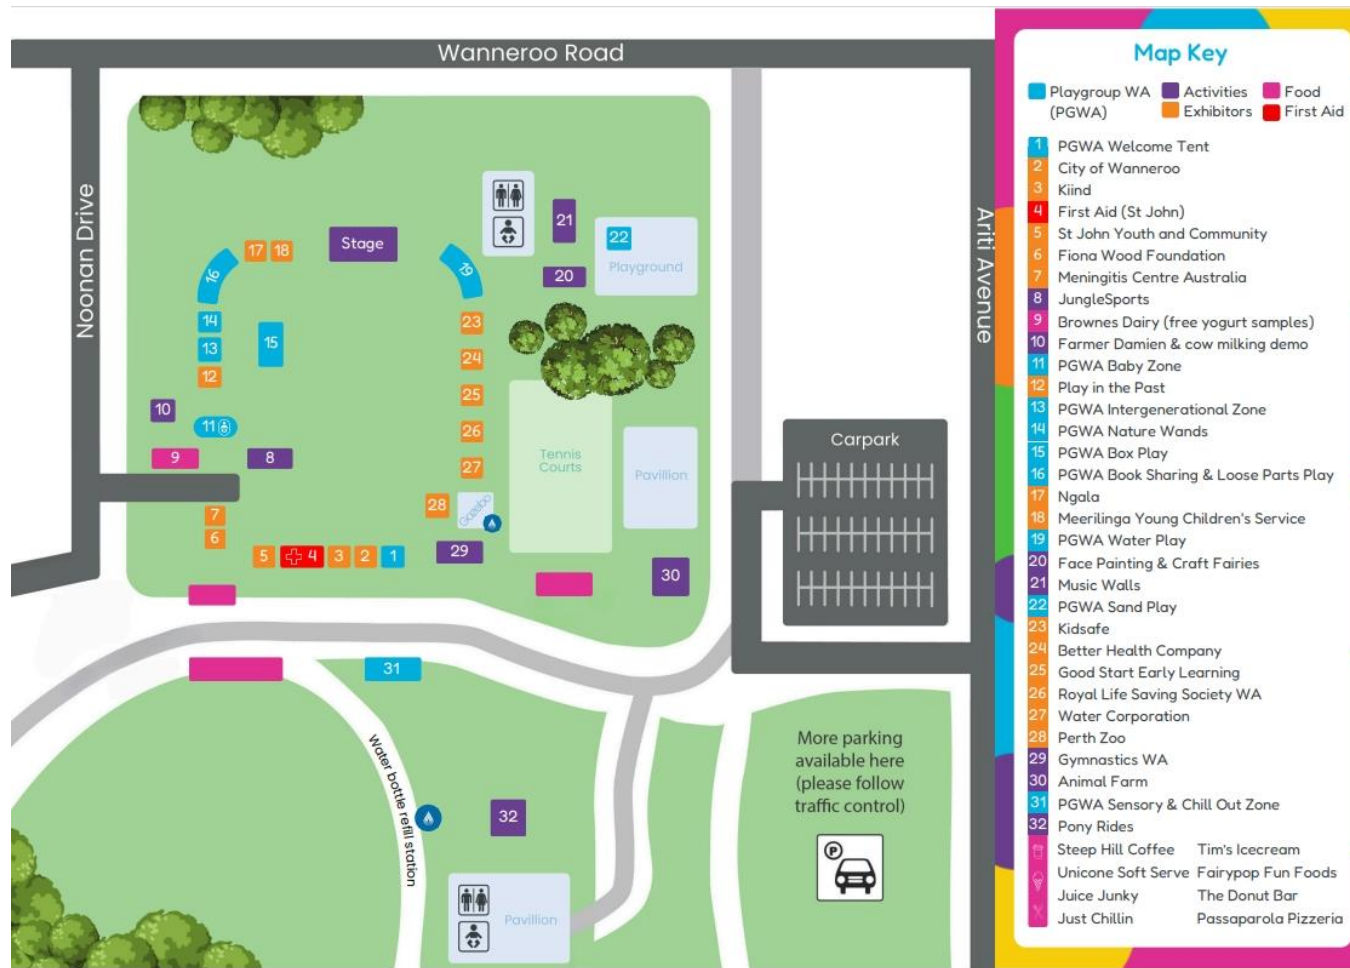 Wanneroo Road
Noonan Drive
Ariti Avenue
21
22
Playground
20
17
18
Stage
16
19
14
13
12
15
23
24
25
26
27
28
Gazebo
10
11
9
8
7
6
5
4
3
2
1
29
Tennis
Courts
Pavillion
30
Carpark
31
Water bottle refill station
32
Pavillion
More parking
available here
(please follow
traffic control)
P
Map Key
Playgroup WA
(PGWA)
Activities
Exhibitors
Food
First Aid
1 PGWA Welcome Tent
2 City of Wanneroo
3 Kiind
4 First Aid (St John)
5 St John Youth and Community
6 Fiona Wood Foundation
7 Meningitis Centre Australia
8 JungleSports
9 Brownes Dairy (free yogurt samples)
10 Farmer Damien & cow milking demo
11 PGWA Baby Zone
12 Play in the Past
13 PGWA Intergenerational Zone
14 PGWA Nature Wands
15 PGWA Box Play
16 PGWA Book Sharing & Loose Parts Play
17 Ngala
18 Meerilinga Young Children's Service
19 PGWA Water Play
20 Face Painting & Craft Fairies
21 Music Walls
22 PGWA Sand Play
23 Kidsafe
24 Better Health Company
25 Good Start Early Learning
26 Royal Life Saving Society WA
27 Water Corporation
28 Perth Zoo
29 Gymnastics WA
30 Animal Farm
31 PGWA Sensory & Chill Out Zone
32 Pony Rides
Steep Hill Coffee Tim's Icecream
Unicone Soft Serve Fairypop Fun Foods
Juice Junky The Donut Bar
Just Chillin Passaparola Pizzeria